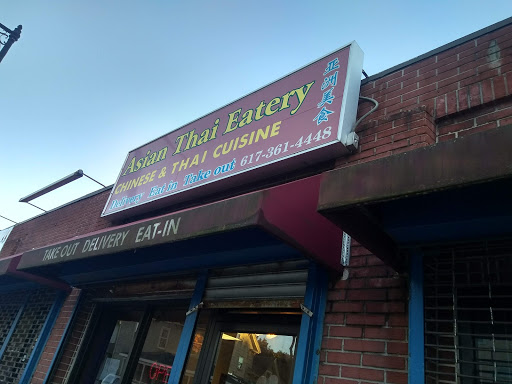 Asian Thai Eatery
亚洲美食
CHINESE & THAI CUISINE
Delivery Eat-in Take out 617-361-4448
TAKE OUT DELIVERY EAT-IN